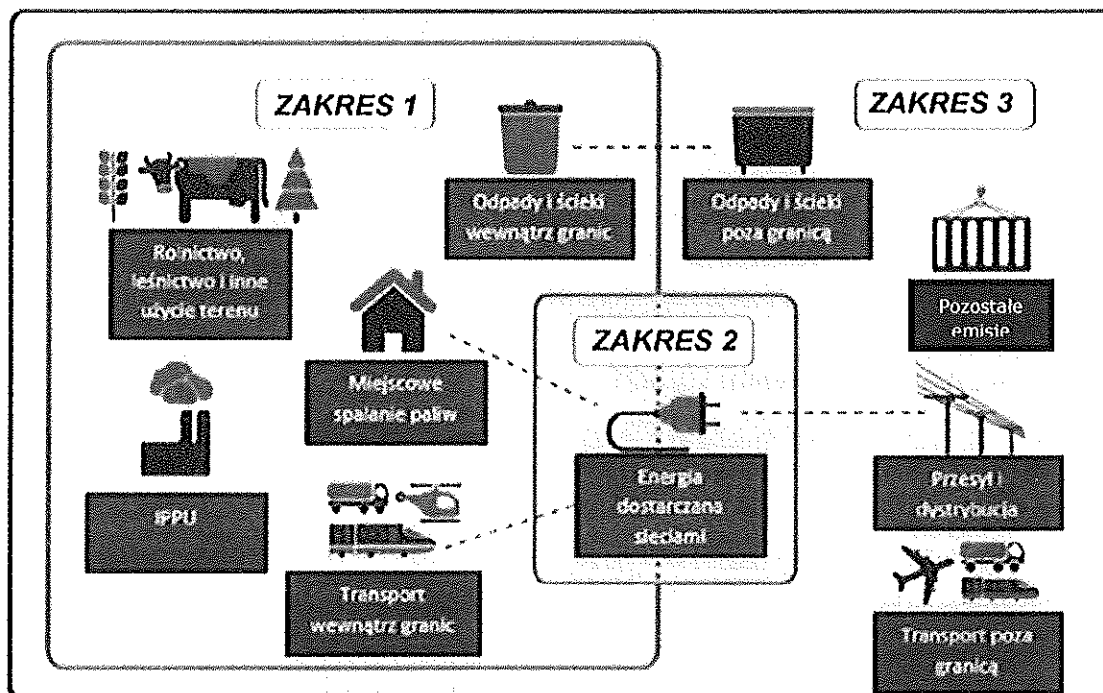 ZAKRES 1
ZAKRES 3
Odpady i ścieki
wewnątrz granic
Odpady i ścieki
poza granicą
Rolnictwo,
leśnictwo i inne
użycie terenu
Pozostałe
emisje
ZAKRES 2
Miejscowe
spalanie paliw
IPPU
Energia
dostarczana
sieciami
Przesył i
dystrybucja
Transport
wewnątrz granic
Transport poza
granicą